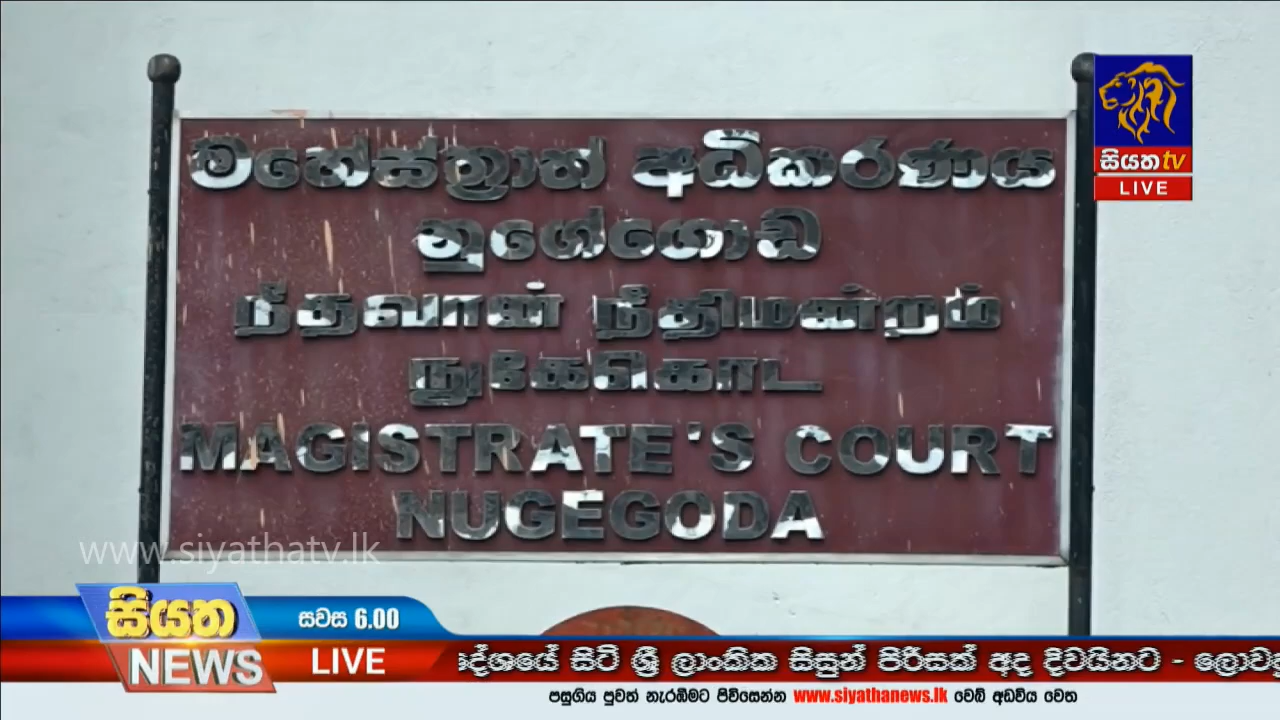 මහේස්ත්‍රාත් අධිකරණය
නුගේගොඩ
நீதவான் நீதிமன்றம்
நுகேகொட
MAGISTRATE'S COURT
NUGEGODA
සියත tv
LIVE
www.siyathatv.lk
සියත
NEWS
සවස 6.00
LIVE
දේශයේ සිටි ශ්‍රී ලාංකික සිසුන් පිරිසක් අද දිවයිනට -
පසුගිය පුවත් නැරඹීමට පිවිසෙන්න www.siyathanews.lk වෙබ් අඩවිය වෙත